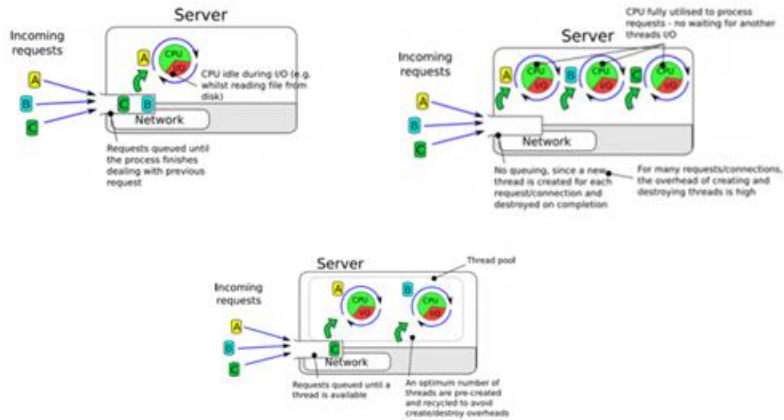 Server
Incoming
requests
A
A
B
C
CPU
I/O
CPU idle during I/O (e.g.
whilst reading file from
disk)
C B
Network
Requests queued until
the process finishes
dealing with previous
request
CPU fully utilised to process
requests - no waiting for another
threads I/O
Server
Incoming
requests
A
B
C
A
CPU
I/O
B
CPU
I/O
C
CPU
I/O
Network
No queuing, since a new
thread is created for each
request/connection and
destroyed on completion
For many requests/connections,
the overhead of creating and
destroying threads is high
Server
Thread pool
Incoming
requests
A
B
C
A
CPU
I/O
B
CPU
I/O
C
Network
Requests queued until a
thread is available
An optimum number of
threads are pre-created
and recycled to avoid
create/destroy overheads